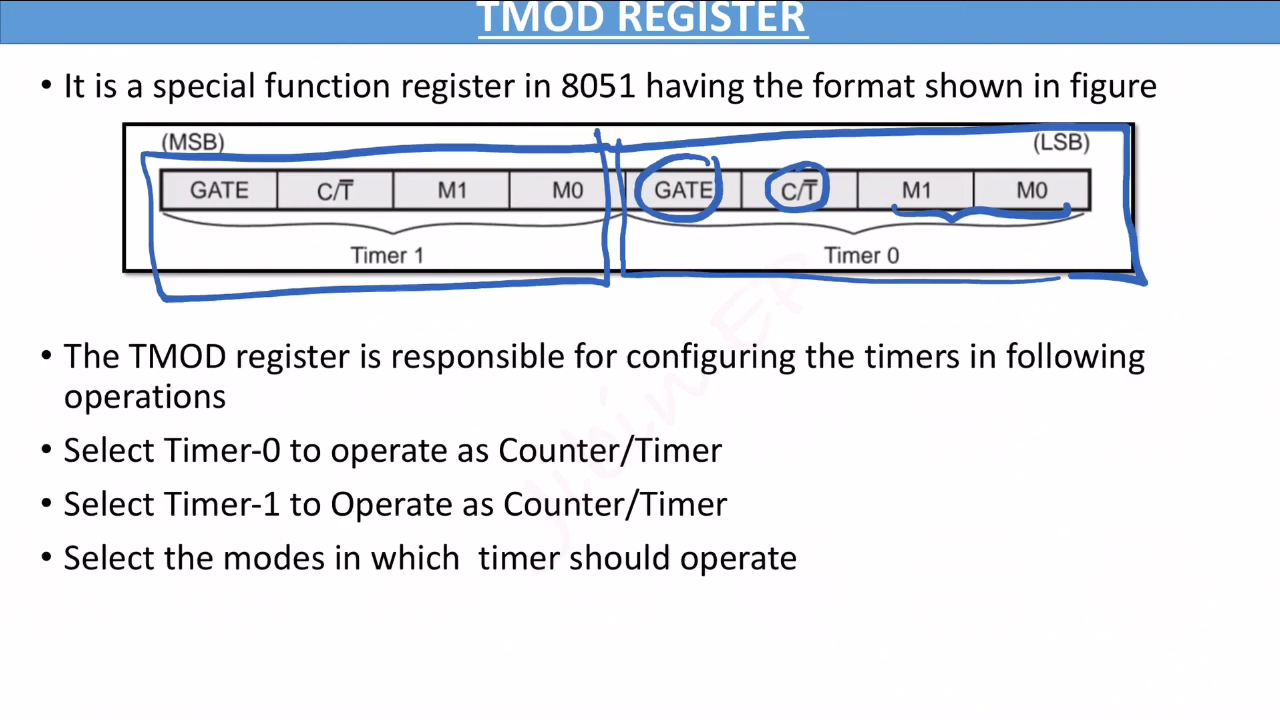 TMOD REGISTER
• It is a special function register in 8051 having the format shown in figure
(MSB) (LSB)
GATE C/T̅ M1 M0 GATE C/T̅ M1 M0
Timer 1 Timer 0
• The TMOD register is responsible for configuring the timers in following
operations
• Select Timer-0 to operate as Counter/Timer
• Select Timer-1 to Operate as Counter/Timer
• Select the modes in which timer should operate